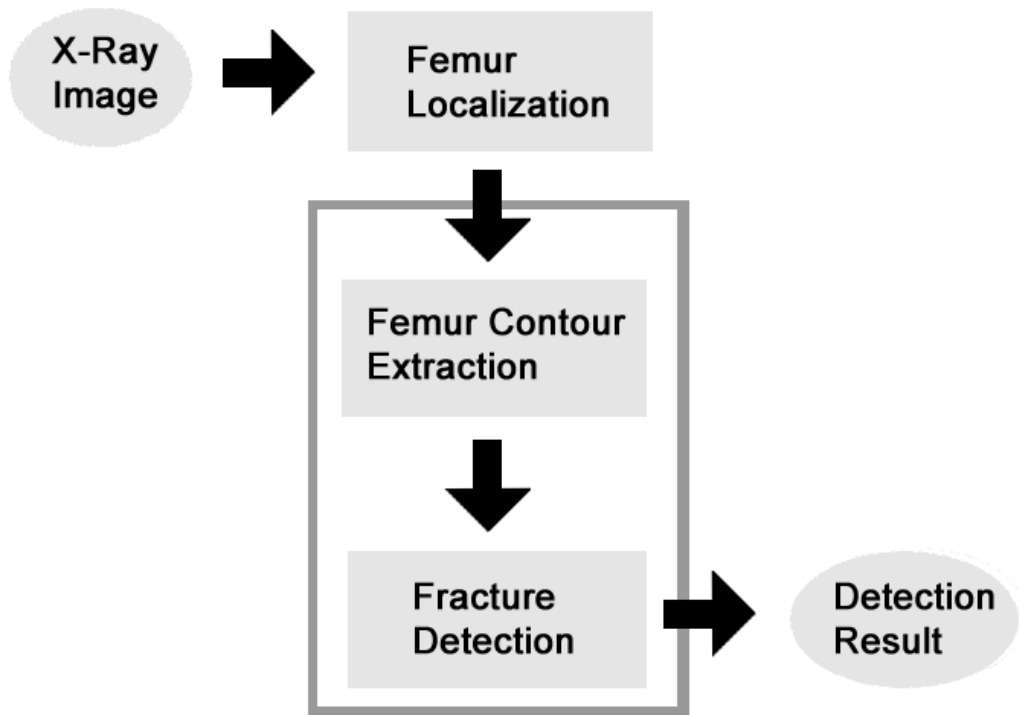 X-Ray
Image
Femur
Localization
Femur Contour
Extraction
Fracture
Detection
Detection
Result